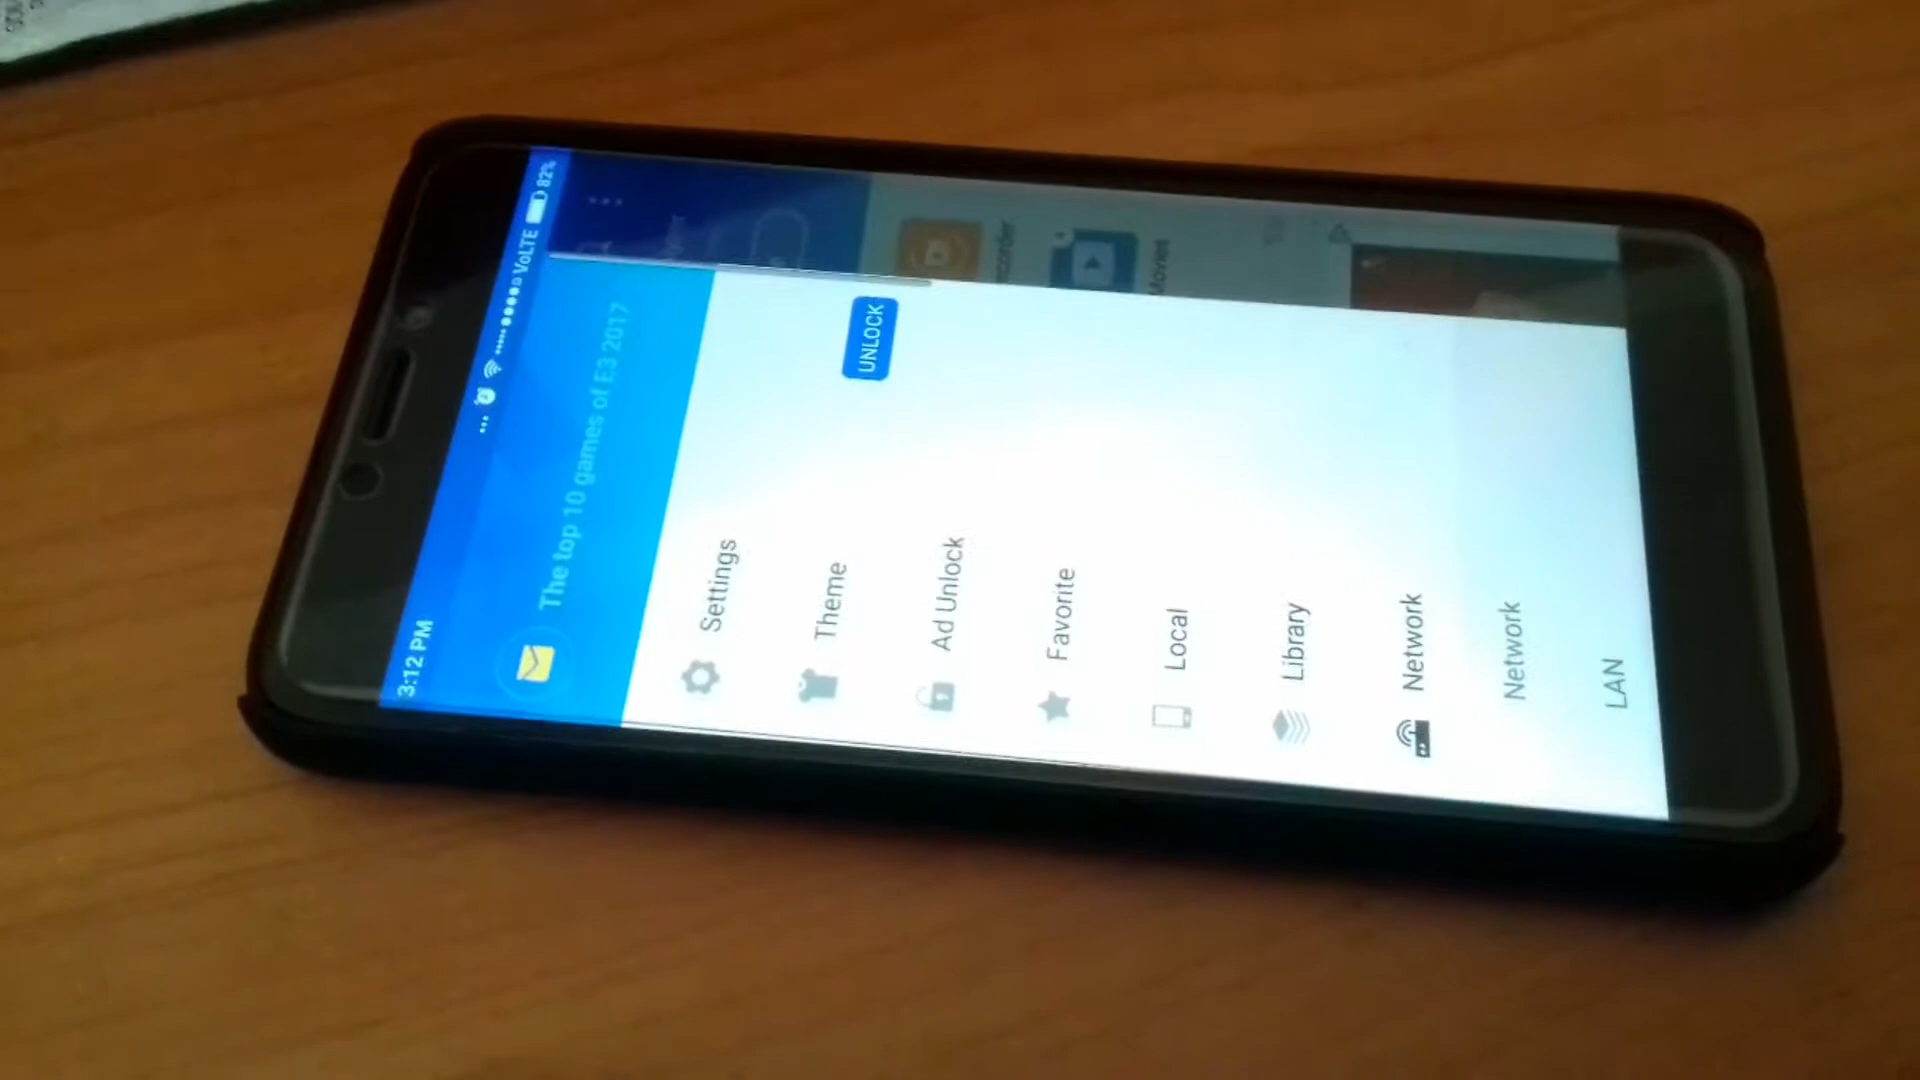 3:12 PM
VoLTE 82%
The top 10 games of E3 2017
Settings
Theme
UNLOCK
Ad Unlock
Favorite
Local
Library
Network
Network
LAN
Movies